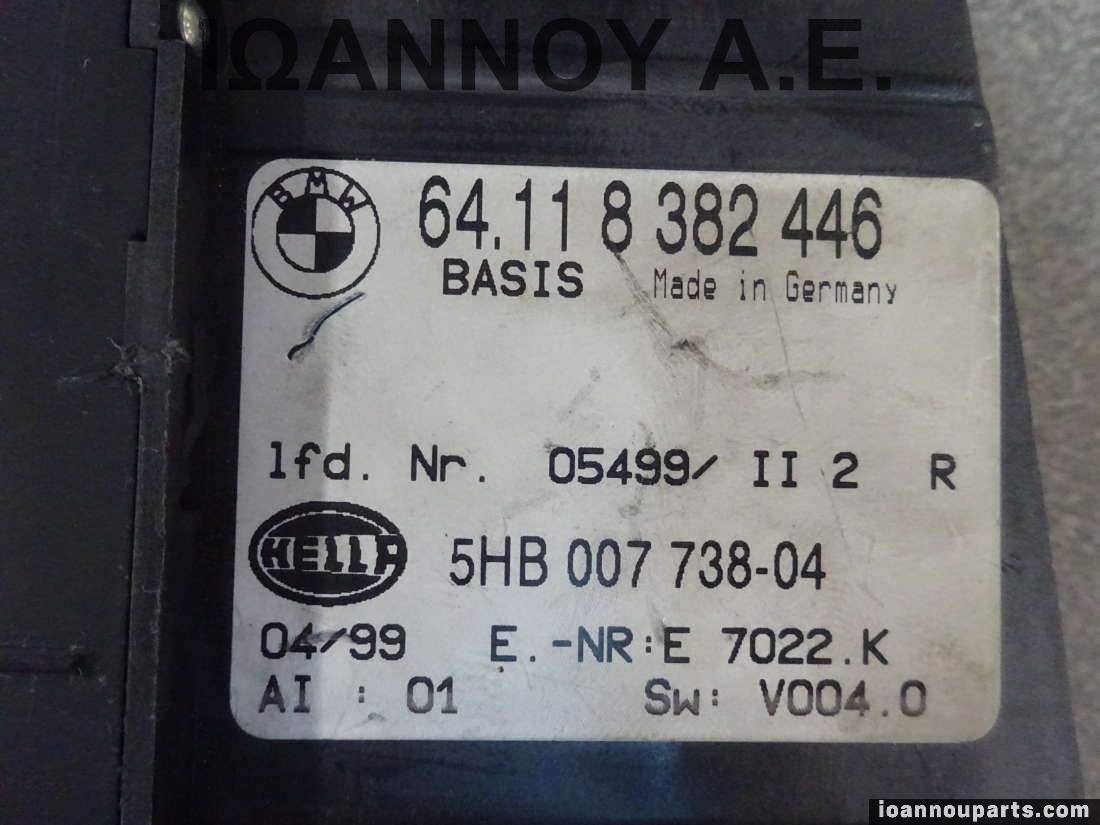 ΙΩΑΝΝΟΥ Α.Ε.
BMW
64.11 8 382 446
BASIS Made in Germany
lfd. Nr. 05499/ II 2 R
HELLA 5HB 007 738-04
04/99 E.-NR:E 7022.K
AI : 01 Sw: V004.0
ioannouparts.com